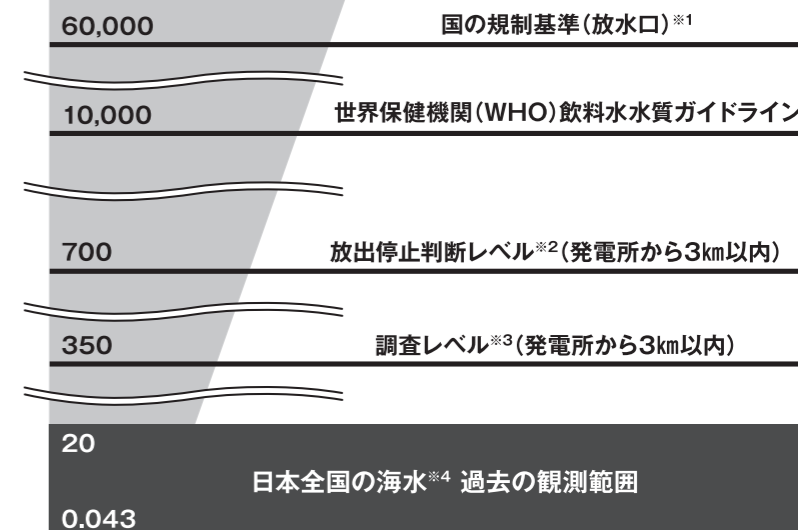 60,000 国の規制基準（放水口）※1
10,000 世界保健機関（WHO）飲料水水質ガイドライン
700 放出停止判断レベル※2（発電所から3㎞以内）
350 調査レベル※3（発電所から3㎞以内）
20
日本全国の海水※4 過去の観測範囲
0.043